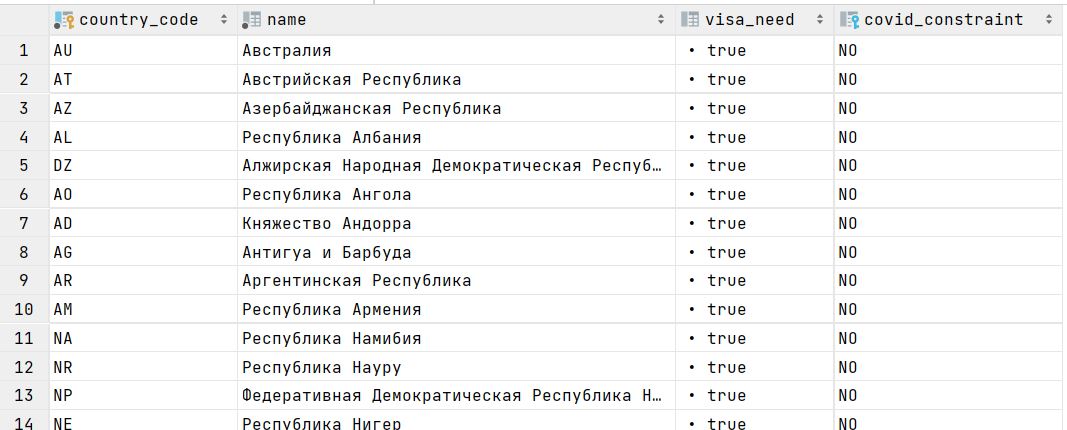 country_code name visa_need covid_constraint
1 AU Австралия • true NO
2 AT Австрийская Республика • true NO
3 AZ Азербайджанская Республика • true NO
4 AL Республика Албания • true NO
5 DZ Алжирская Народная Демократическая Респуб… • true NO
6 AO Республика Ангола • true NO
7 AD Княжество Андорра • true NO
8 AG Антигуа и Барбуда • true NO
9 AR Аргентинская Республика • true NO
10 AM Республика Армения • true NO
11 NA Республика Намибия • true NO
12 NR Республика Науру • true NO
13 NP Федеративная Демократическая Республика Н… • true NO
14 NE Республика Нигер • true NO